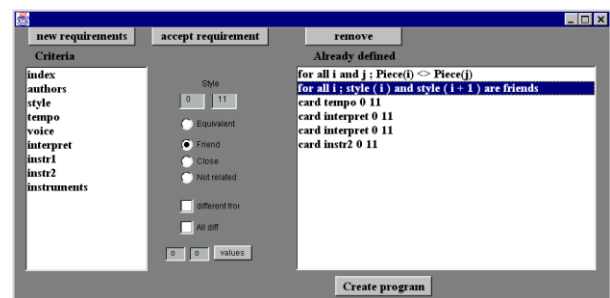 new requirements
accept requirement
remove
Criteria
Already defined
index
authors
style
tempo
voice
interpret
instr1
instr2
instruments
Style
0 11
Equivalent
Friend
Close
Not related
different fror
All diff
0 0 values
for all i and j ; Piece(i) <> Piece(j)
for all i ; style ( i ) and style ( i + 1 ) are friends
card tempo 0 11
card interpret 0 11
card interpret 0 11
card instr2 0 11
Create program